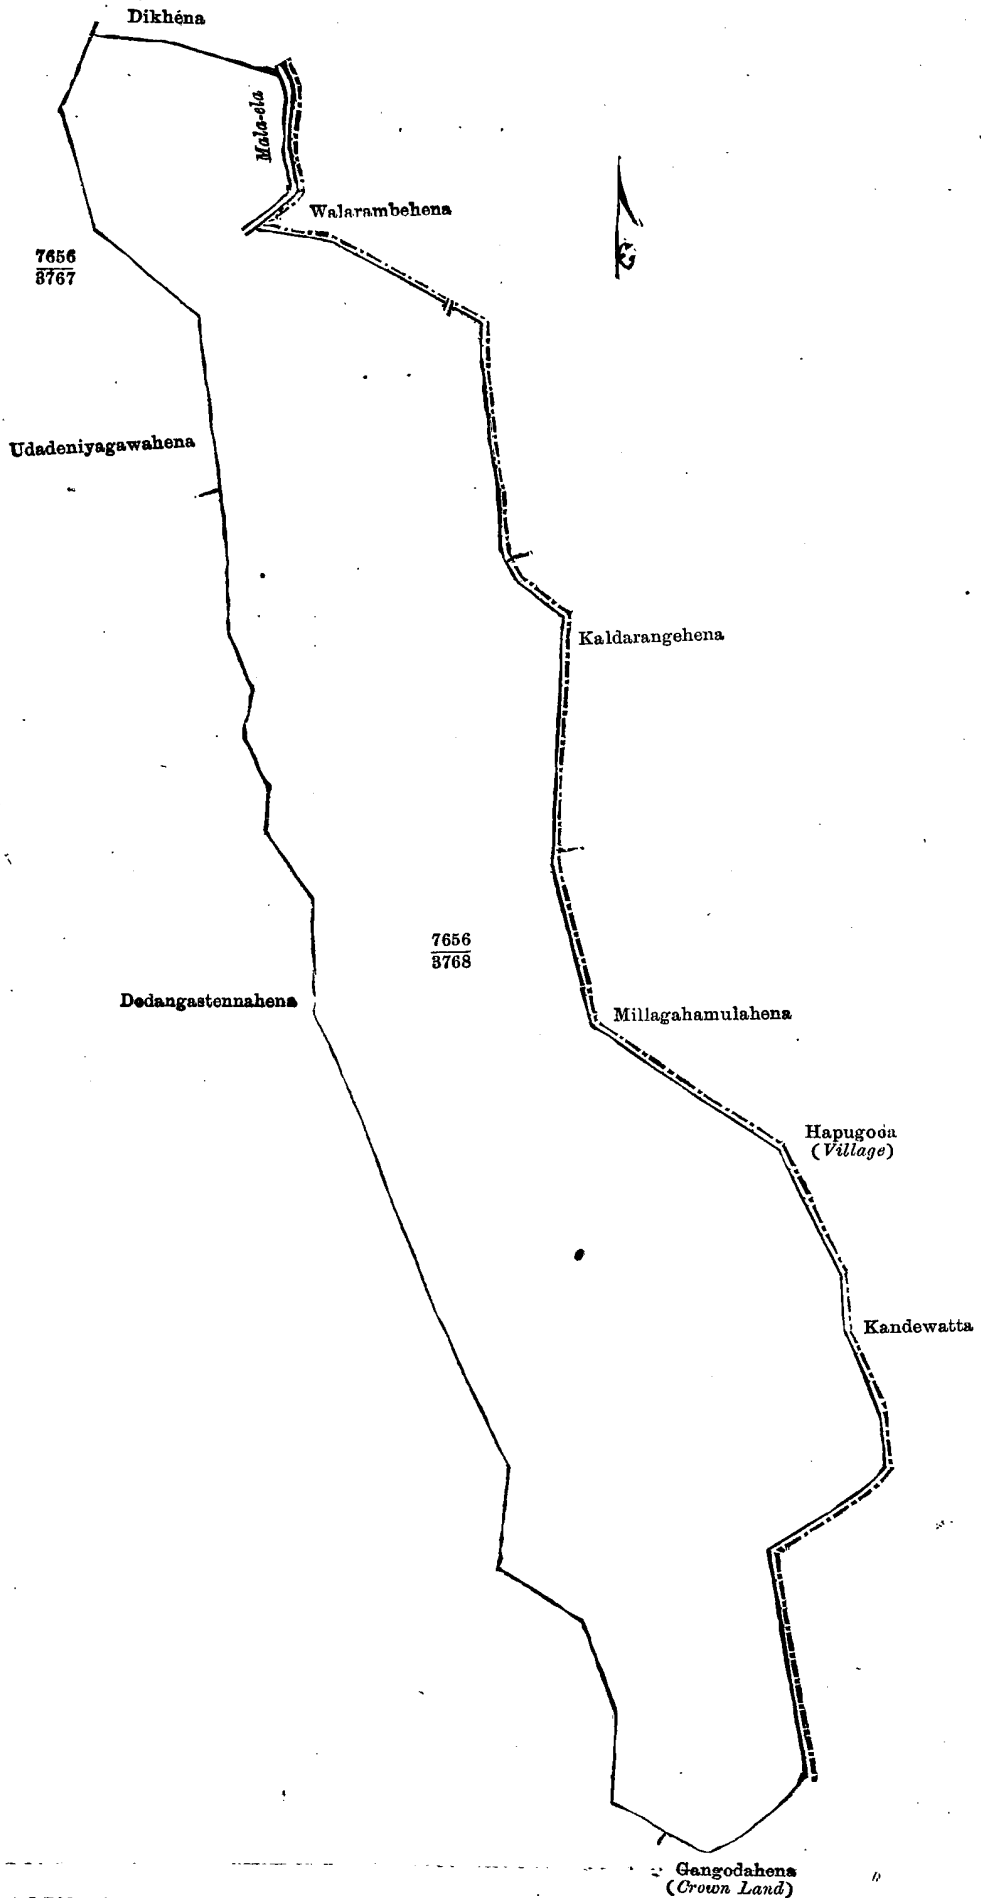 Dikhéna
Mala-ela
Walarambehena
7656
3767
Udadeniyagawahena
Kaldarangehena
7656
3768
Dodangastennahena
Millagahamulahena
Hapugoda
(Village)
Kandewatta
Gangodahena
(Crown Land)